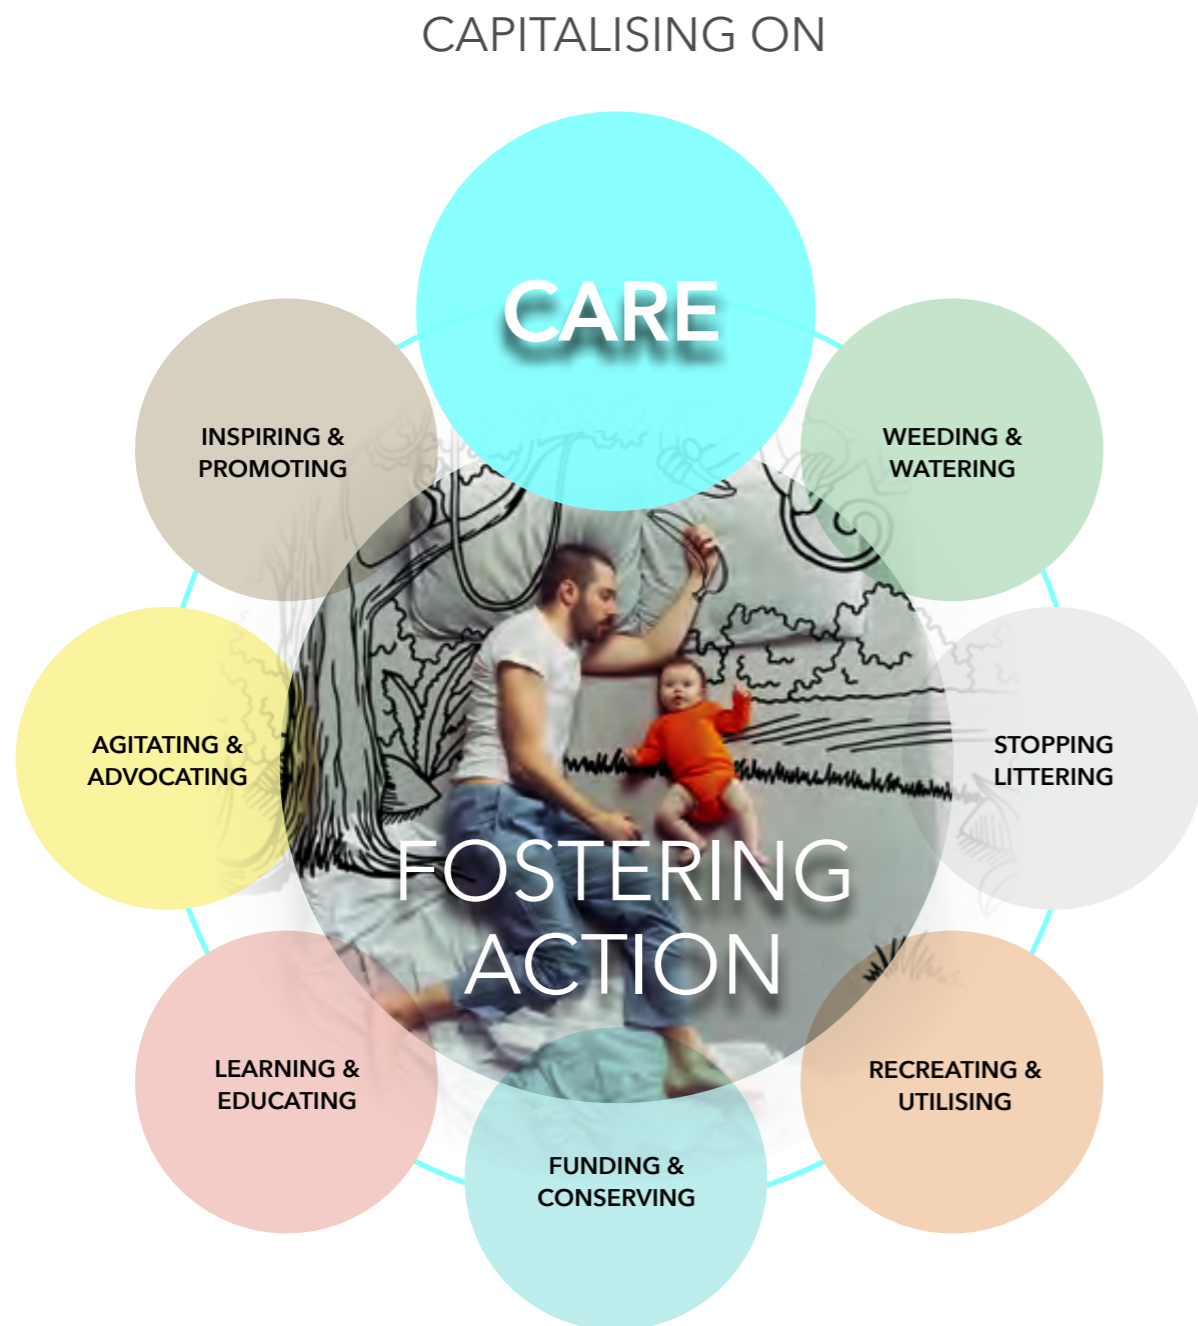 CAPITALISING ON
CARE
INSPIRING &
PROMOTING
WEEDING &
WATERING
AGITATING &
ADVOCATING
STOPPING
LITTERING
FOSTERING
ACTION
LEARNING &
EDUCATING
RECREATING &
UTILISING
FUNDING &
CONSERVING